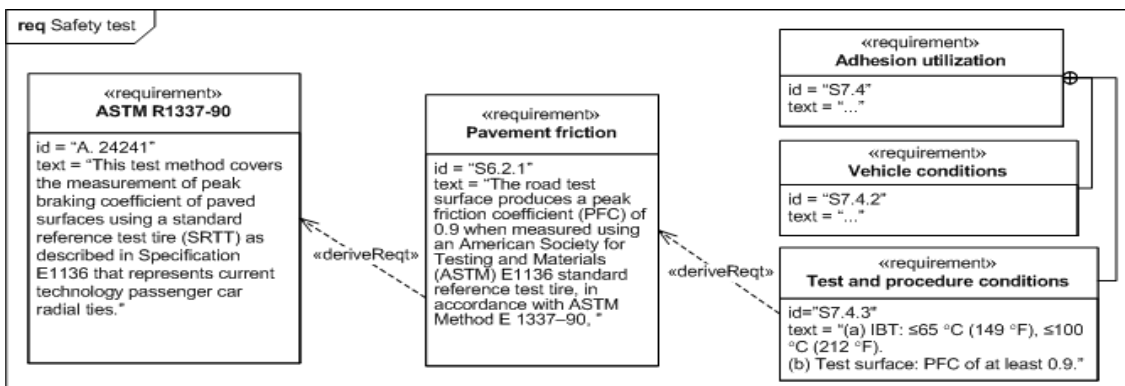 req Safety test
«requirement»
ASTM R1337-90
id = “A. 24241”
text = “This test method covers
the measurement of peak
braking coefficient of paved
surfaces using a standard
reference test tire (SRTT) as
described in Specification
E1136 that represents current
technology passenger car
radial ties.”
«deriveReqt»
«requirement»
Pavement friction
id = “S6.2.1”
text = “The road test
surface produces a peak
friction coefficient (PFC) of
0.9 when measured using
an American Society for
Testing and Materials
(ASTM) E1136 standard
reference test tire, in
accordance with ASTM
Method E 1337–90, ”
«deriveReqt»
«requirement»
Adhesion utilization
id = “S7.4”
text = “...”
«requirement»
Vehicle conditions
id = “S7.4.2”
text = “...”
«requirement»
Test and procedure conditions
id=”S7.4.3”
text = “(a) IBT: ≤65 °C (149 °F), ≤100
°C (212 °F).
(b) Test surface: PFC of at least 0.9.”